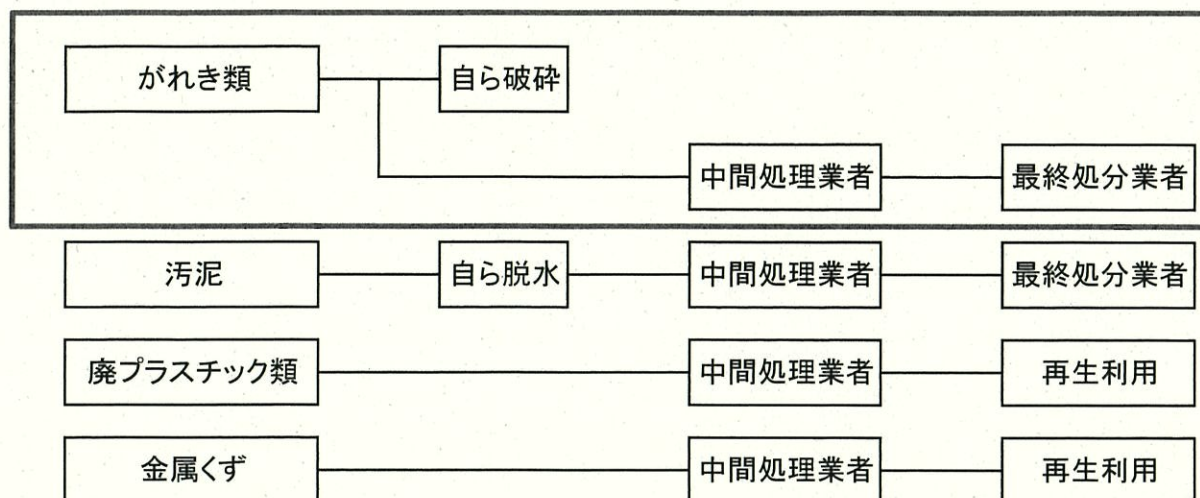 がれき類 自ら破砕
中間処理業者 最終処分業者
汚泥 自ら脱水 中間処理業者 最終処分業者
廃プラスチック類 中間処理業者 再生利用
金属くず 中間処理業者 再生利用